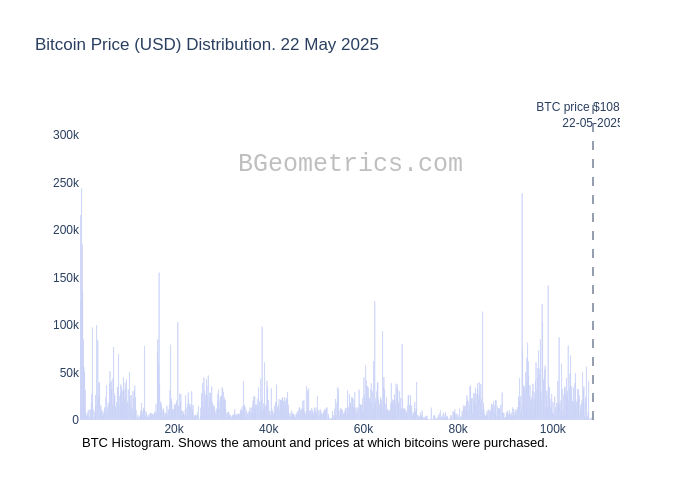 Bitcoin Price (USD) Distribution. 22 May 2025
BTC price $108
22-05-2025
300k
BGeometrics.com
250k
200k
150k
100k
50k
0
20k 40k 60k 80k 100k
BTC Histogram. Shows the amount and prices at which bitcoins were purchased.